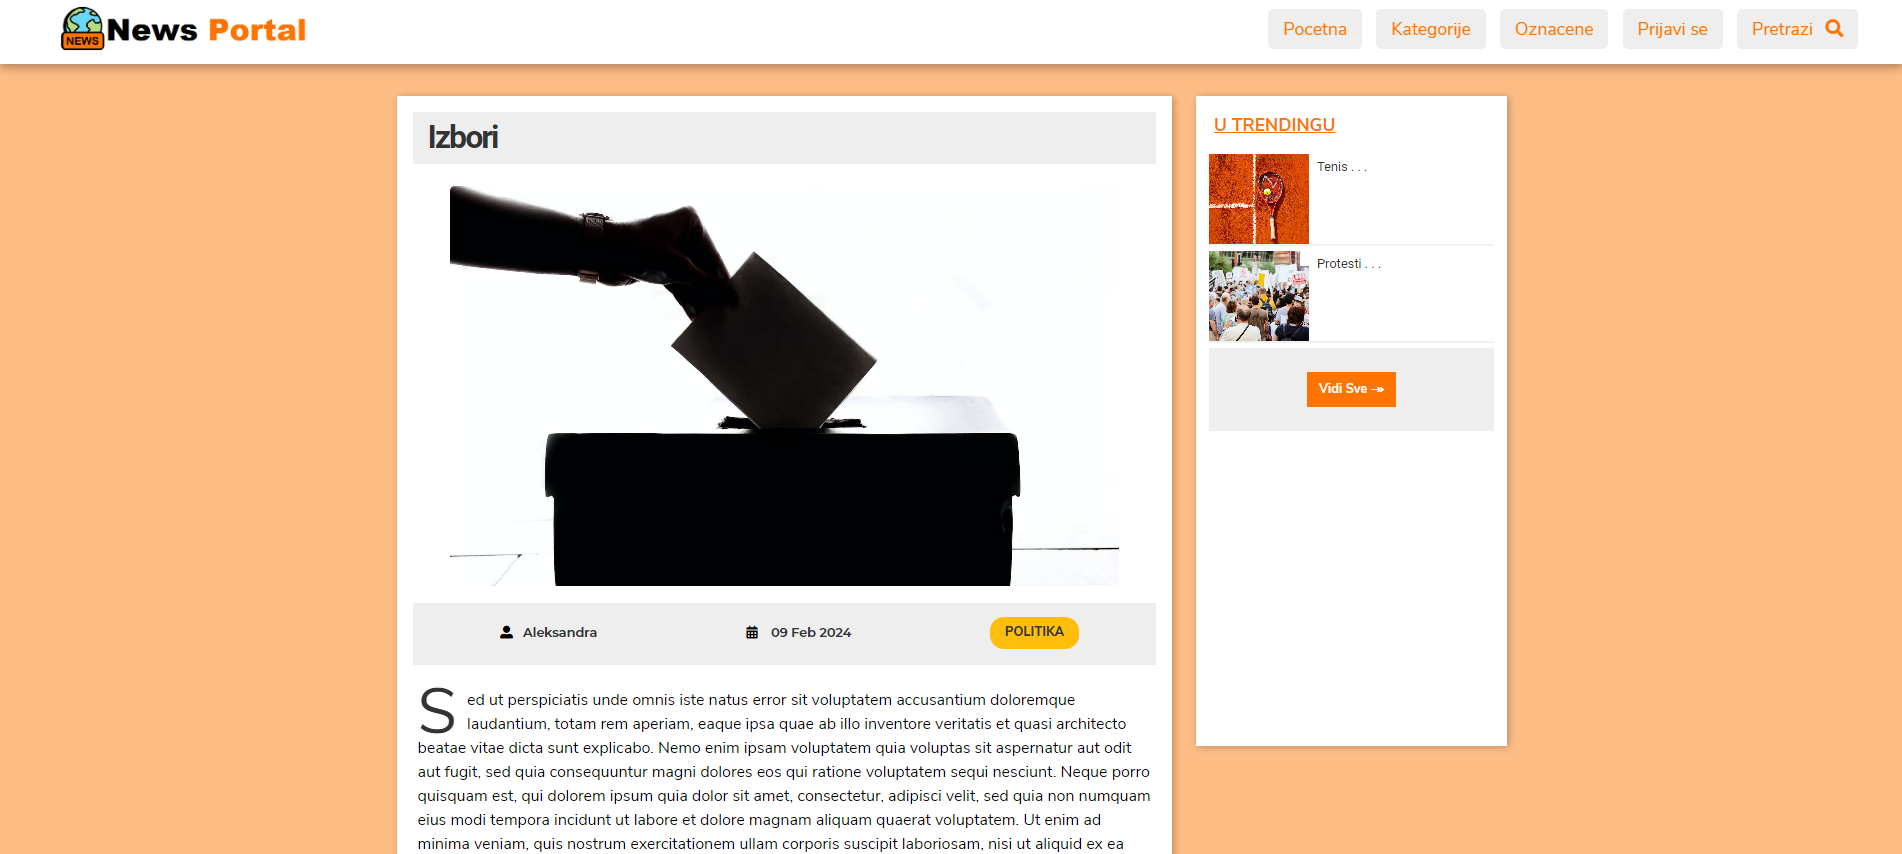 NEWS News Portal
Pocetna Kategorije Oznacene Prijavi se Pretrazi
Izbori
Aleksandra 09 Feb 2024 POLITIKA
Sed ut perspiciatis unde omnis iste natus error sit voluptatem accusantium doloremque
laudantium, totam rem aperiam, eaque ipsa quae ab illo inventore veritatis et quasi architecto
beatae vitae dicta sunt explicabo. Nemo enim ipsam voluptatem quia voluptas sit aspernatur aut odit
aut fugit, sed quia consequuntur magni dolores eos qui ratione voluptatem sequi nesciunt. Neque porro
quisquam est, qui dolorem ipsum quia dolor sit amet, consectetur, adipisci velit, sed quia non numquam
eius modi tempora incidunt ut labore et dolore magnam aliquam quaerat voluptatem. Ut enim ad
minima veniam, quis nostrum exercitationem ullam corporis suscipit laboriosam, nisi ut aliquid ex ea
U TRENDINGU
Tenis . . .
Protesti . . .
Vidi Sve ↠